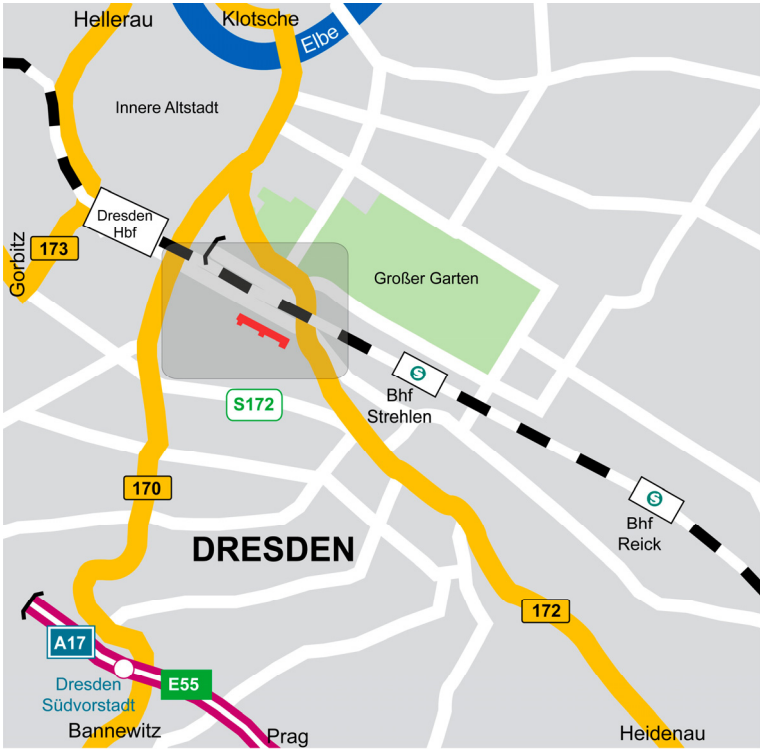 Hellerau
Klotsche
Elbe
Innere Altstadt
Dresden
Hbf
173
Gorbitz
Großer Garten
S
Bhf
Strehlen
S172
170
S
Bhf
Reick
DRESDEN
172
A17
E55
Dresden
Südvorstadt
Bannewitz
Prag
Heidenau